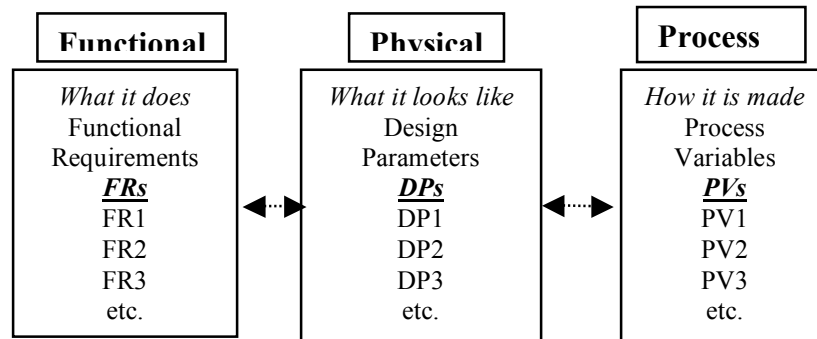 Functional
What it does
Functional
Requirements
FRs
FR1
FR2
FR3
etc.
Physical
What it looks like
Design
Parameters
DPs
DP1
DP2
DP3
etc.
Process
How it is made
Process
Variables
PVs
PV1
PV2
PV3
etc.